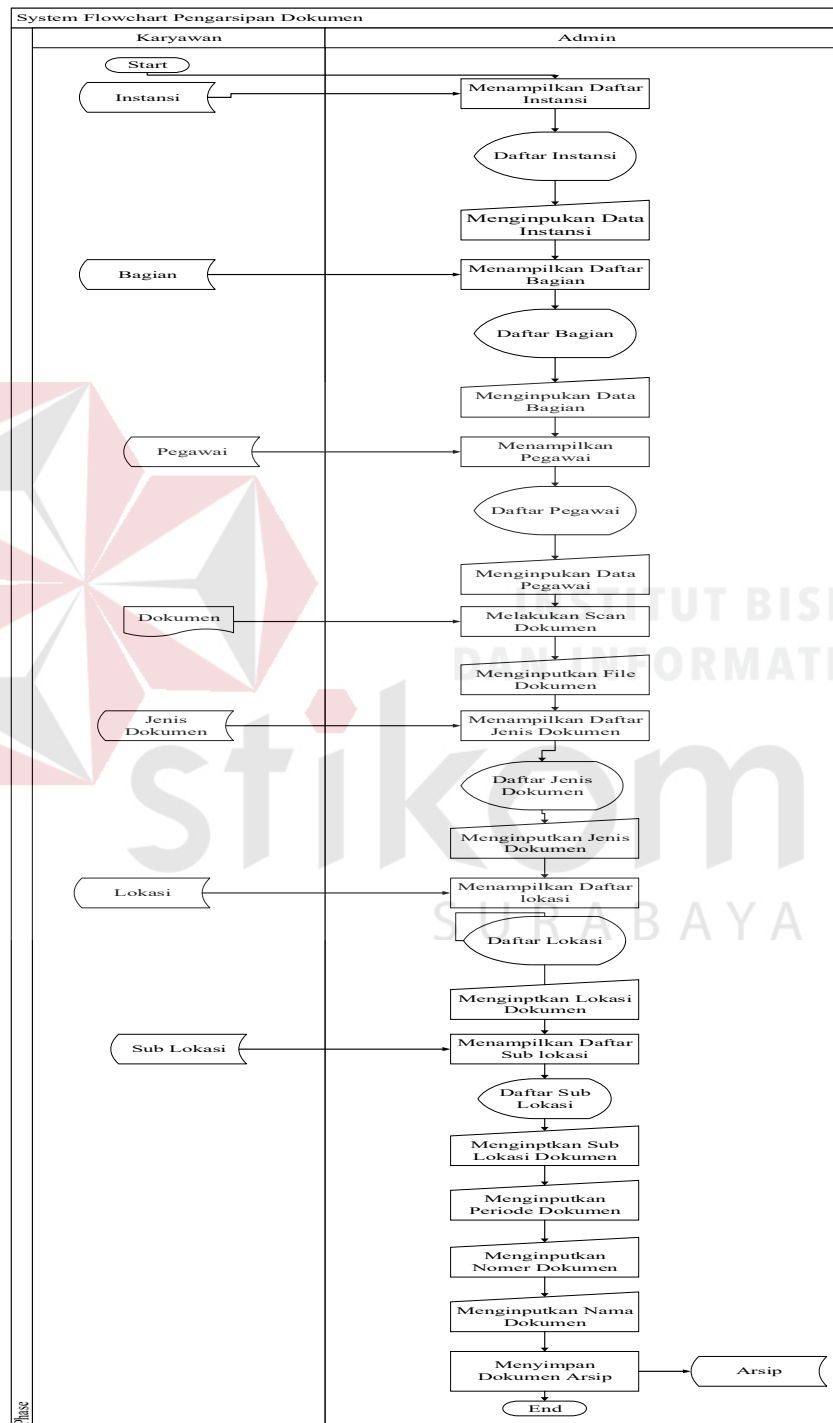 System Flowchart Pengarsipan Dokumen
Karyawan
Admin
Start
Menampilkan Daftar
Instansi
Instansi
Daftar Instansi
Menginpukan Data
Instansi
Bagian
Menampilkan Daftar
Bagian
Daftar Bagian
Menginpukan Data
Bagian
Pegawai
Menampilkan
Pegawai
Daftar Pegawai
Menginpukan Data
Pegawai
INSTITUT BISI
DAN INFORMATI
Dokumen
Melakukan Scan
Dokumen
Menginputkan File
Dokumen
Jenis
Dokumen
Menampilkan Daftar
Jenis Dokumen
Daftar Jenis
Dokumen
stikom
Menginputkan Jenis
Dokumen
Lokasi
Menampilkan Daftar
lokasi
SURABAYA
Daftar Lokasi
Menginptkan Lokasi
Dokumen
Sub Lokasi
Menampilkan Daftar
Sub lokasi
Daftar Sub
Lokasi
Menginptkan Sub
Lokasi Dokumen
Menginputkan
Periode Dokumen
Menginputkan
Nomer Dokumen
Menginputkan Nama
Dokumen
Menyimpan
Dokumen Arsip
Arsip
End
Phase